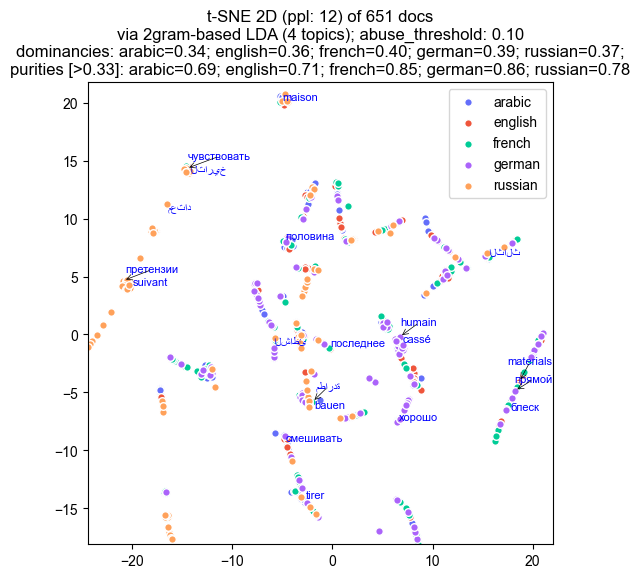 t-SNE 2D (ppl: 12) of 651 docs
via 2gram-based LDA (4 topics); abuse_threshold: 0.10
dominancies: arabic=0.34; english=0.36; french=0.40; german=0.39; russian=0.37;
purities [>0.33]: arabic=0.69; english=0.71; french=0.85; german=0.86; russian=0.78
arabic
english
french
german
russian
maison
чувствовать
التاريخ
معتاد
половина
الثالث
претензии
suivant
humain
cassé
الشاطئ
последнее
materials
прямой
bauen
блеск
хорошо
смешивать
tirer
20
15
10
5
0
−5
−10
−15
−20
−10
0
10
20